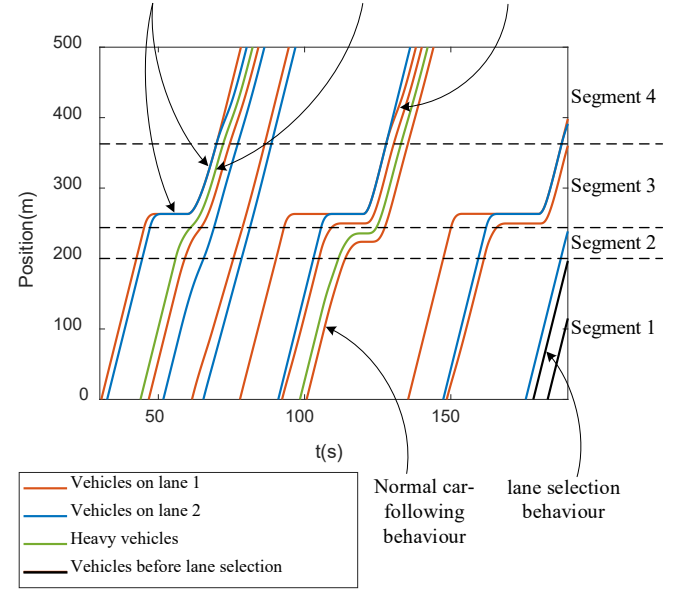 500
Segment 4
400
Segment 3
300
Position(m)
Segment 2
200
Segment 1
100
0
50
100
150
t(s)
Vehicles on lane 1
Vehicles on lane 2
Heavy vehicles
Vehicles before lane selection
Normal car-
following
behaviour
lane selection
behaviour